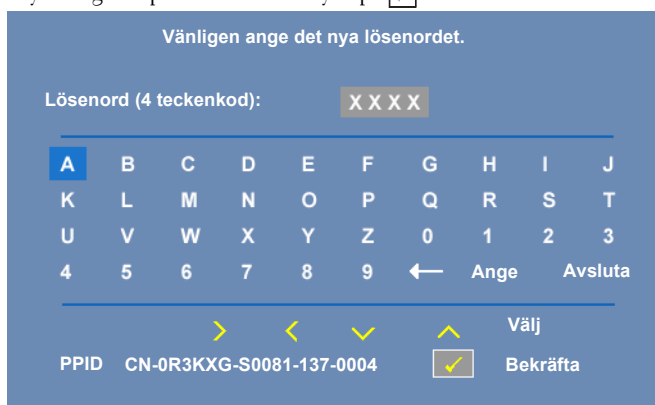 Vänligen ange det nya lösenordet.
Lösenord (4 teckenkod): X X X X
A B C D E F G H I J
K L M N O P Q R S T
U V W X Y Z 0 1 2 3
4 5 6 7 8 9 ← Ange Avsluta
Välj
PPID CN-0R3KXG-S0081-137-0004 ✓ Bekräfta